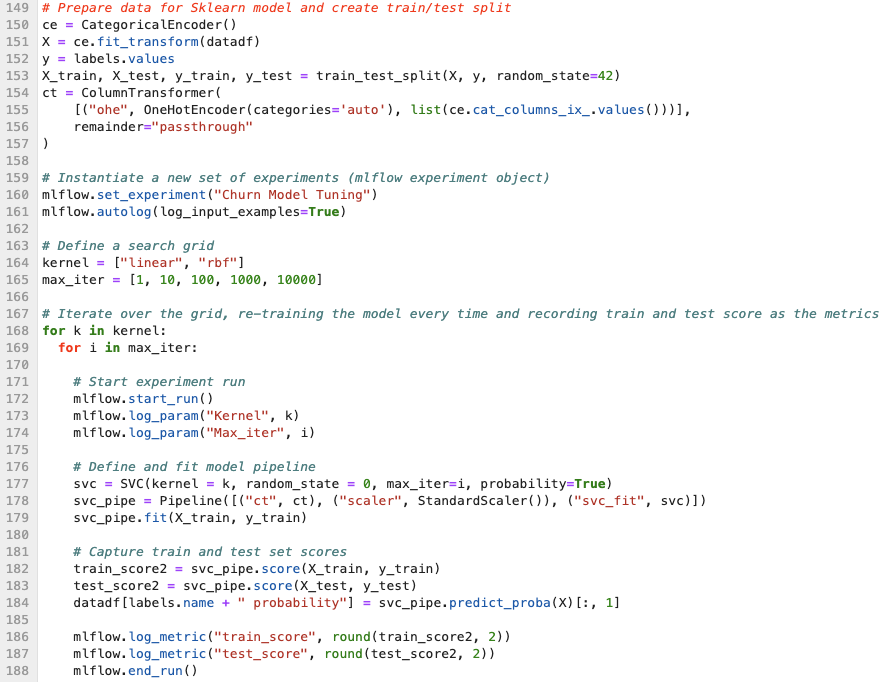 149 # Prepare data for Sklearn model and create train/test split
150 ce = CategoricalEncoder()
151 X = ce.fit_transform(datadf)
152 y = labels.values
153 X_train, X_test, y_train, y_test = train_test_split(X, y, random_state=42)
154 ct = ColumnTransformer(
155     [("ohe", OneHotEncoder(categories='auto'), list(ce.cat_columns_ix_.values()))],
156     remainder="passthrough"
157 )
158
159 # Instantiate a new set of experiments (mlflow experiment object)
160 mlflow.set_experiment("Churn Model Tuning")
161 mlflow.autolog(log_input_examples=True)
162
163 # Define a search grid
164 kernel = ["linear", "rbf"]
165 max_iter = [1, 10, 100, 1000, 10000]
166
167 # Iterate over the grid, re-training the model every time and recording train and test score as the metrics
168 for k in kernel:
169   for i in max_iter:
170
171     # Start experiment run
172     mlflow.start_run()
173     mlflow.log_param("Kernel", k)
174     mlflow.log_param("Max_iter", i)
175
176     # Define and fit model pipeline
177     svc = SVC(kernel = k, random_state = 0, max_iter=i, probability=True)
178     svc_pipe = Pipeline([("ct", ct), ("scaler", StandardScaler()), ("svc_fit", svc)])
179     svc_pipe.fit(X_train, y_train)
180
181     # Capture train and test set scores
182     train_score2 = svc_pipe.score(X_train, y_train)
183     test_score2 = svc_pipe.score(X_test, y_test)
184     datadf[labels.name + " probability"] = svc_pipe.predict_proba(X)[:, 1]
185
186     mlflow.log_metric("train_score", round(train_score2, 2))
187     mlflow.log_metric("test_score", round(test_score2, 2))
188     mlflow.end_run()